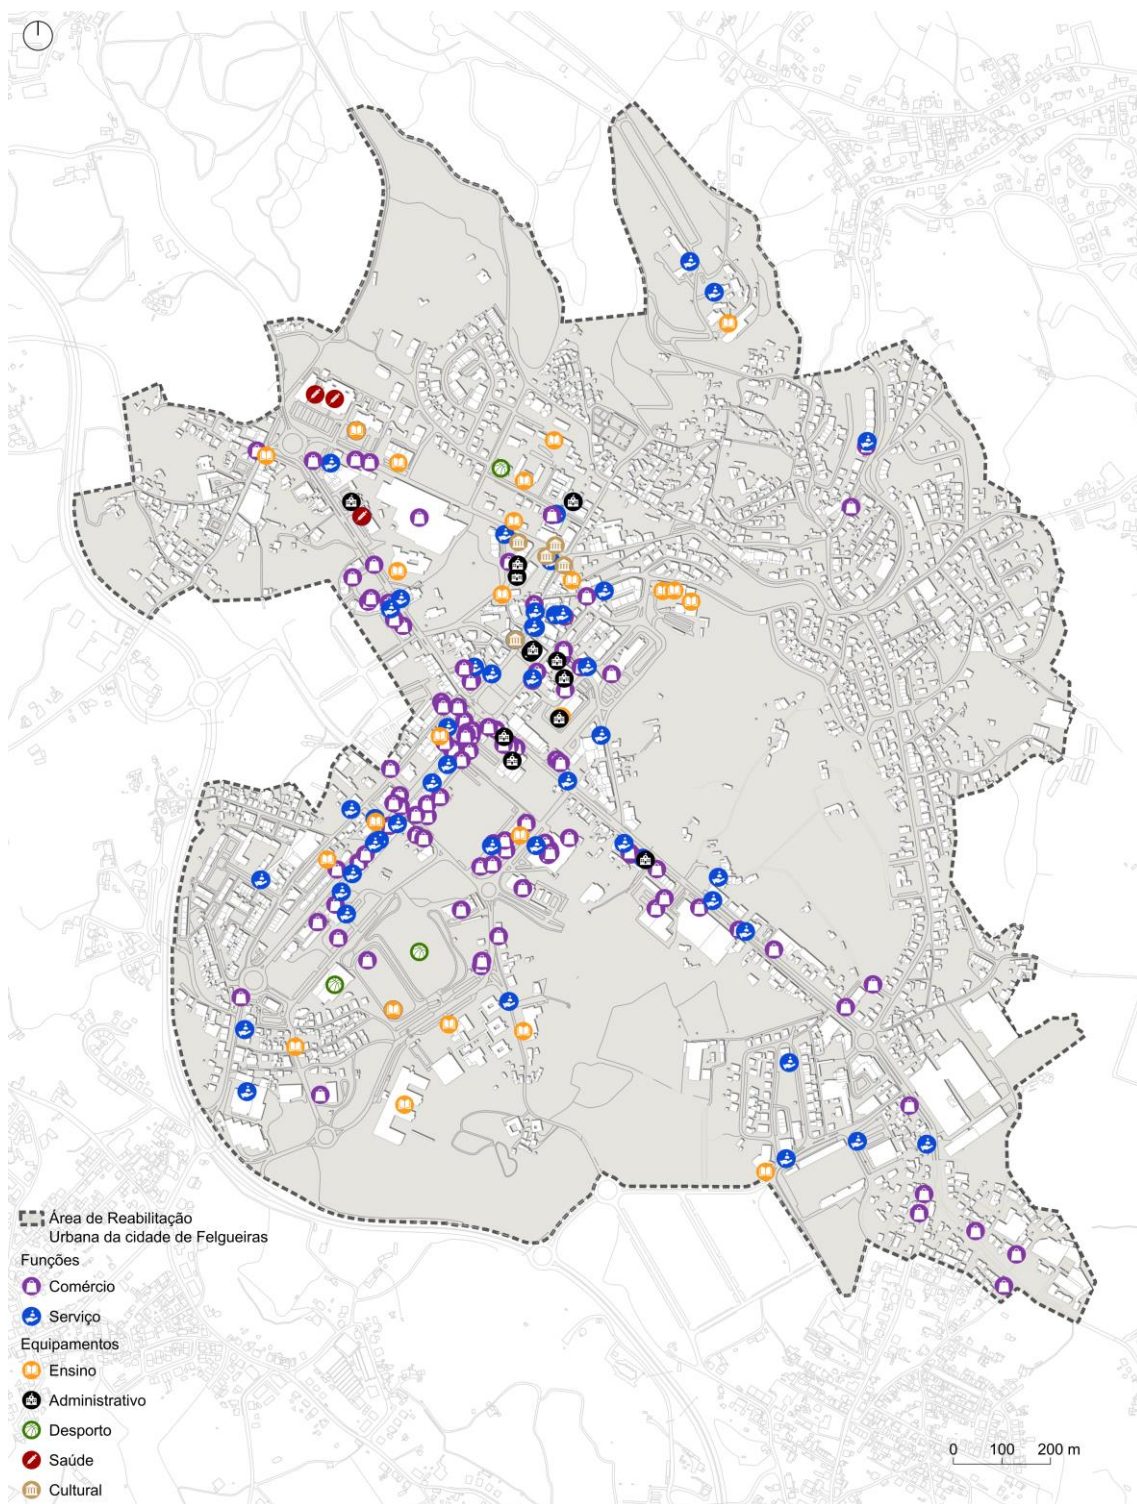 Área de Reabilitação
Urbana da cidade de Felgueiras
Funções
Comércio
Serviço
Equipamentos
Ensino
Administrativo
Desporto
Saúde
Cultural
0 100 200 m